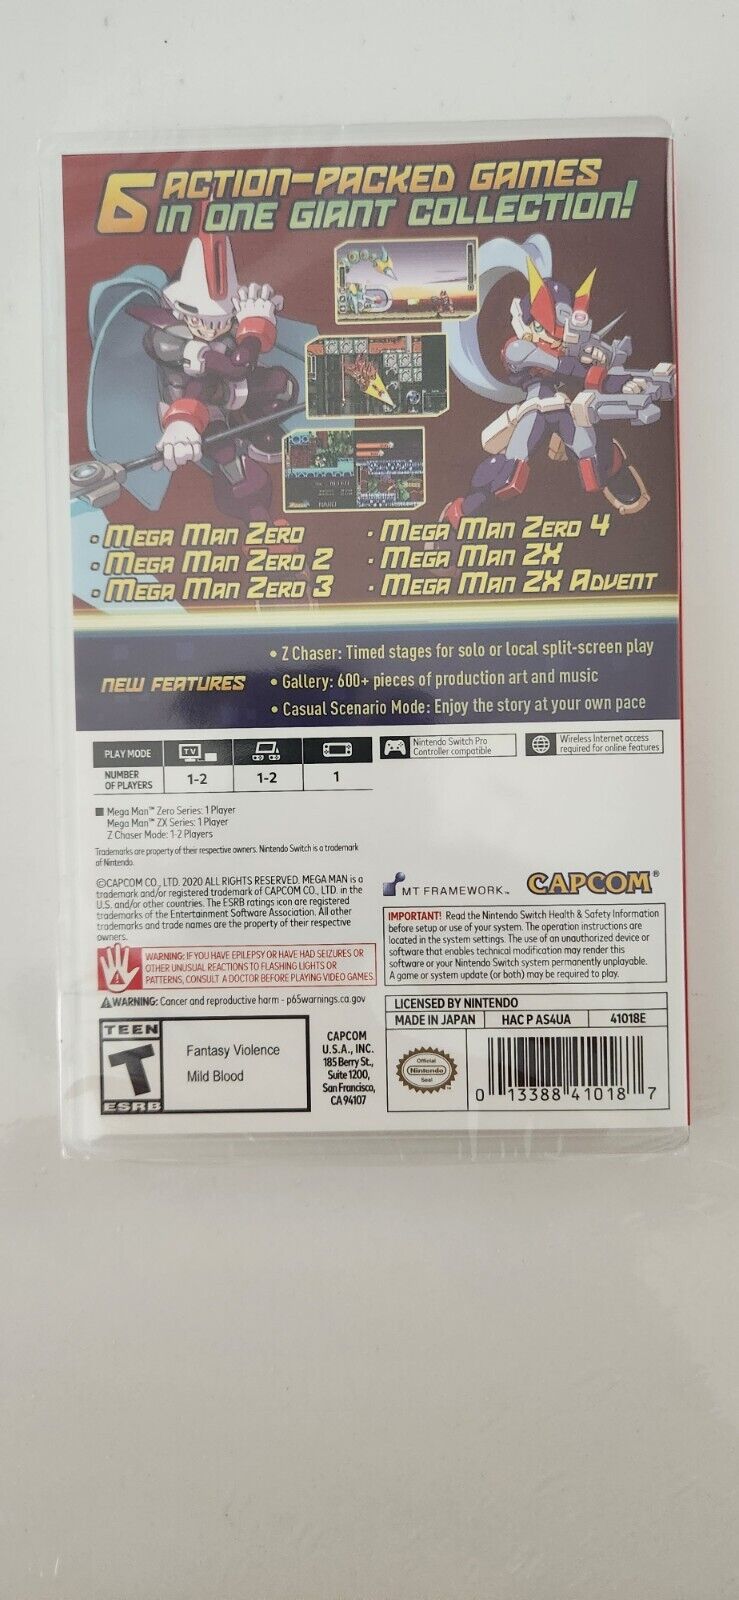 6 ACTION-PACKED GAMES
IN ONE GIANT COLLECTION!
• MEGA MAN ZERO
• MEGA MAN ZERO 2
• MEGA MAN ZERO 3
• MEGA MAN ZERO 4
• MEGA MAN ZX
• MEGA MAN ZX ADVENT
NEW FEATURES
• Z Chaser: Timed stages for solo or local split-screen play
• Gallery: 600+ pieces of production art and music
• Casual Scenario Mode: Enjoy the story at your own pace
PLAY MODE
TV
NUMBER
OF PLAYERS
1-2
1-2
1
Nintendo Switch Pro
Controller compatible
Wireless Internet access
required for online features
■ Mega Man™ Zero Series: 1 Player
Mega Man™ ZX Series: 1 Player
Z Chaser Mode: 1-2 Players
Trademarks are property of their respective owners. Nintendo Switch is a trademark
of Nintendo.
©CAPCOM CO., LTD. 2020 ALL RIGHTS RESERVED. MEGA MAN is a
trademark and/or registered trademark of CAPCOM CO., LTD. in the
U.S. and/or other countries. The ESRB ratings icon are registered
trademarks of the Entertainment Software Association. All other
trademarks and trade names are the property of their respective
owners.
MT FRAMEWORK™
CAPCOM®
IMPORTANT! Read the Nintendo Switch Health & Safety Information
before setup or use of your system. The operation instructions are
located in the system settings. The use of an unauthorized device or
software that enables technical modification may render this
software or your Nintendo Switch system permanently unplayable.
A game or system update (or both) may be required to play.
WARNING: IF YOU HAVE EPILEPSY OR HAVE HAD SEIZURES OR
OTHER UNUSUAL REACTIONS TO FLASHING LIGHTS OR
PATTERNS, CONSULT A DOCTOR BEFORE PLAYING VIDEO GAMES.
WARNING: Cancer and reproductive harm - p65warnings.ca.gov
TEEN
T
ESRB
Fantasy Violence
Mild Blood
CAPCOM
U.S.A., INC.
185 Berry St.,
Suite 1200,
San Francisco,
CA 94107
LICENSED BY NINTENDO
MADE IN JAPAN
HAC P AS4UA
41018E
Official
Nintendo
Seal
0 13388 41018 7